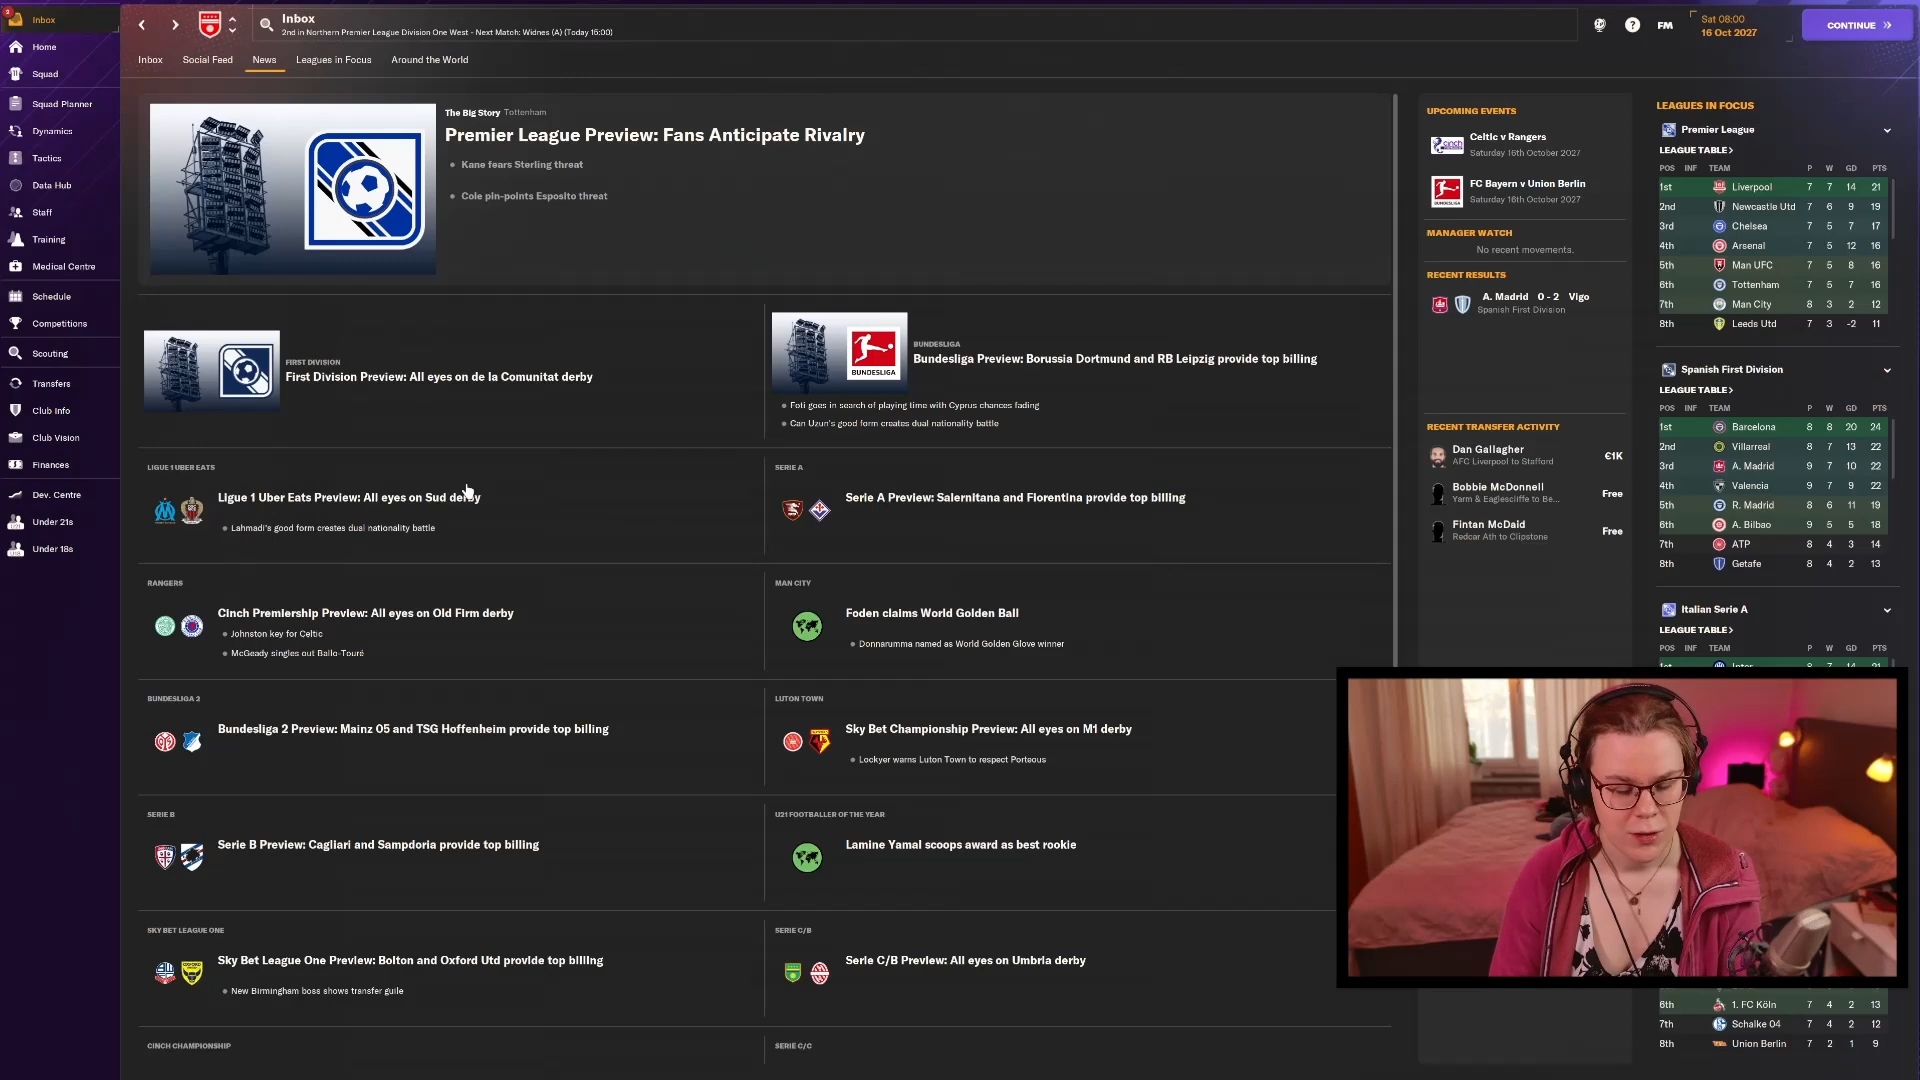 2
Inbox
Home
Squad
Squad Planner
Dynamics
Tactics
Data Hub
Staff
Training
Medical Centre
Schedule
Competitions
Scouting
Transfers
Club Info
Club Vision
Finances
Dev. Centre
Under 21s
Under 18s
Inbox
2nd in Northern Premier League Division One West - Next Match: Widnes (A) (Today 15:00)
FM
Sat 08:00
16 Oct 2027
CONTINUE
Inbox Social Feed News Leagues in Focus Around the World
The Big Story Tottenham
Premier League Preview: Fans Anticipate Rivalry
Kane fears Sterling threat
Cole pin-points Esposito threat
FIRST DIVISION
First Division Preview: All eyes on de la Comunitat derby
BUNDESLIGA
BUNDESLIGA
Bundesliga Preview: Borussia Dortmund and RB Leipzig provide top billing
Foti goes in search of playing time with Cyprus chances fading
Can Uzun's good form creates dual nationality battle
LIGUE 1 UBER EATS
Ligue 1 Uber Eats Preview: All eyes on Sud derby
Lahmadi's good form creates dual nationality battle
SERIE A
Serie A Preview: Salernitana and Fiorentina provide top billing
RANGERS
Cinch Premiership Preview: All eyes on Old Firm derby
Johnston key for Celtic
McGeady singles out Ballo-Touré
MAN CITY
Foden claims World Golden Ball
Donnarumma named as World Golden Glove winner
BUNDESLIGA 2
Bundesliga 2 Preview: Mainz 05 and TSG Hoffenheim provide top billing
LUTON TOWN
Sky Bet Championship Preview: All eyes on M1 derby
Lockyer warns Luton Town to respect Porteous
SERIE B
Serie B Preview: Cagliari and Sampdoria provide top billing
U21 FOOTBALLER OF THE YEAR
Lamine Yamal scoops award as best rookie
SKY BET LEAGUE ONE
Sky Bet League One Preview: Bolton and Oxford Utd provide top billing
New Birmingham boss shows transfer guile
SERIE C/B
Serie C/B Preview: All eyes on Umbria derby
CINCH CHAMPIONSHIP
SERIE C/C
UPCOMING EVENTS
cinch
Celtic v Rangers
Saturday 16th October 2027
BUNDESLIGA
FC Bayern v Union Berlin
Saturday 16th October 2027
MANAGER WATCH
No recent movements.
RECENT RESULTS
A. Madrid 0 - 2 Vigo
Spanish First Division
RECENT TRANSFER ACTIVITY
Dan Gallagher
AFC Liverpool to Stafford
€1K
Bobbie McDonnell
Yarm & Eaglescliffe to Be...
Free
Fintan McDaid
Redcar Ath to Clipstone
Free
LEAGUES IN FOCUS
Premier League
LEAGUE TABLE>
POS INF TEAM P W GD PTS
1st Liverpool 7 7 14 21
2nd Newcastle Utd 7 6 9 19
3rd Chelsea 7 5 7 17
4th Arsenal 7 5 12 16
5th Man UFC 7 5 8 16
6th Tottenham 7 5 7 16
7th Man City 8 3 2 12
8th Leeds Utd 7 3 -2 11
Spanish First Division
LEAGUE TABLE>
POS INF TEAM P W GD PTS
1st Barcelona 8 8 20 24
2nd Villarreal 8 7 13 22
3rd A. Madrid 9 7 10 22
4th Valencia 9 7 9 22
5th R. Madrid 8 6 11 19
6th A. Bilbao 9 5 5 18
7th ATP 8 4 3 14
8th Getafe 8 4 2 13
Italian Serie A
LEAGUE TABLE>
POS INF TEAM P W GD PTS
1st Inter 8 7 14 21
6th 1. FC Köln 7 4 2 13
7th Schalke 04 7 4 2 12
8th Union Berlin 7 2 1 9